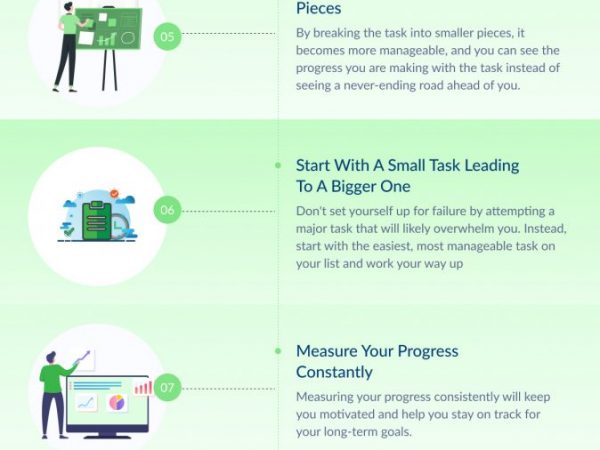 Pieces
05
By breaking the task into smaller pieces, it
becomes more manageable, and you can see the
progress you are making with the task instead of
seeing a never-ending road ahead of you.
06
Start With A Small Task Leading
To A Bigger One
Don't set yourself up for failure by attempting a
major task that will likely overwhelm you. Instead,
start with the easiest, most manageable task on
your list and work your way up
07
Measure Your Progress
Constantly
Measuring your progress consistently will keep
you motivated and help you stay on track for
your long-term goals.